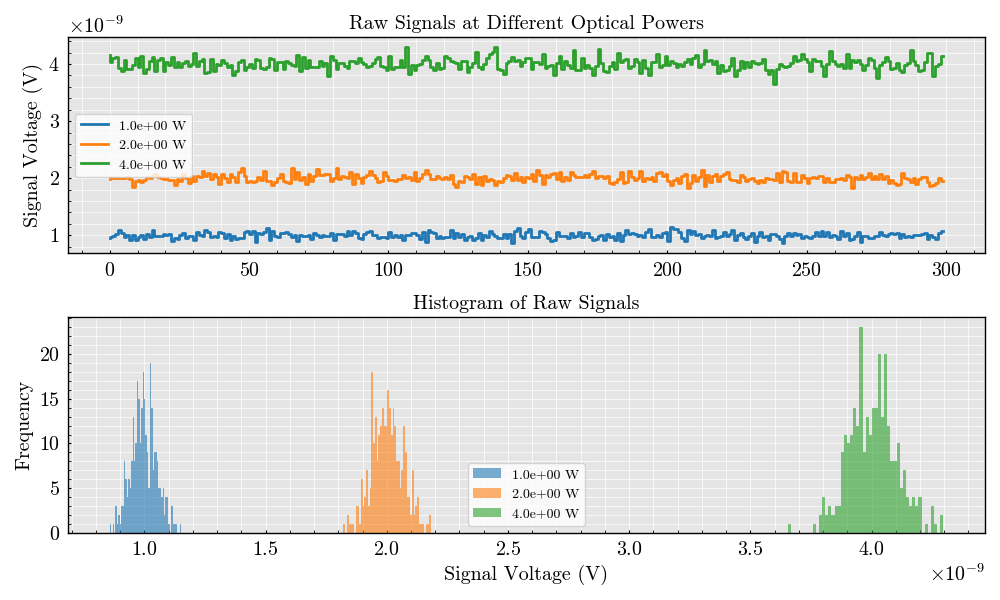 Raw Signals at Different Optical Powers
×10⁻⁹
Signal Voltage (V)
4
3
2
1
1.0e+00 W
2.0e+00 W
4.0e+00 W
0 50 100 150 200 250 300
Histogram of Raw Signals
Frequency
20
15
10
5
0
1.0e+00 W
2.0e+00 W
4.0e+00 W
1.0 1.5 2.0 2.5 3.0 3.5 4.0
Signal Voltage (V)
×10⁻⁹